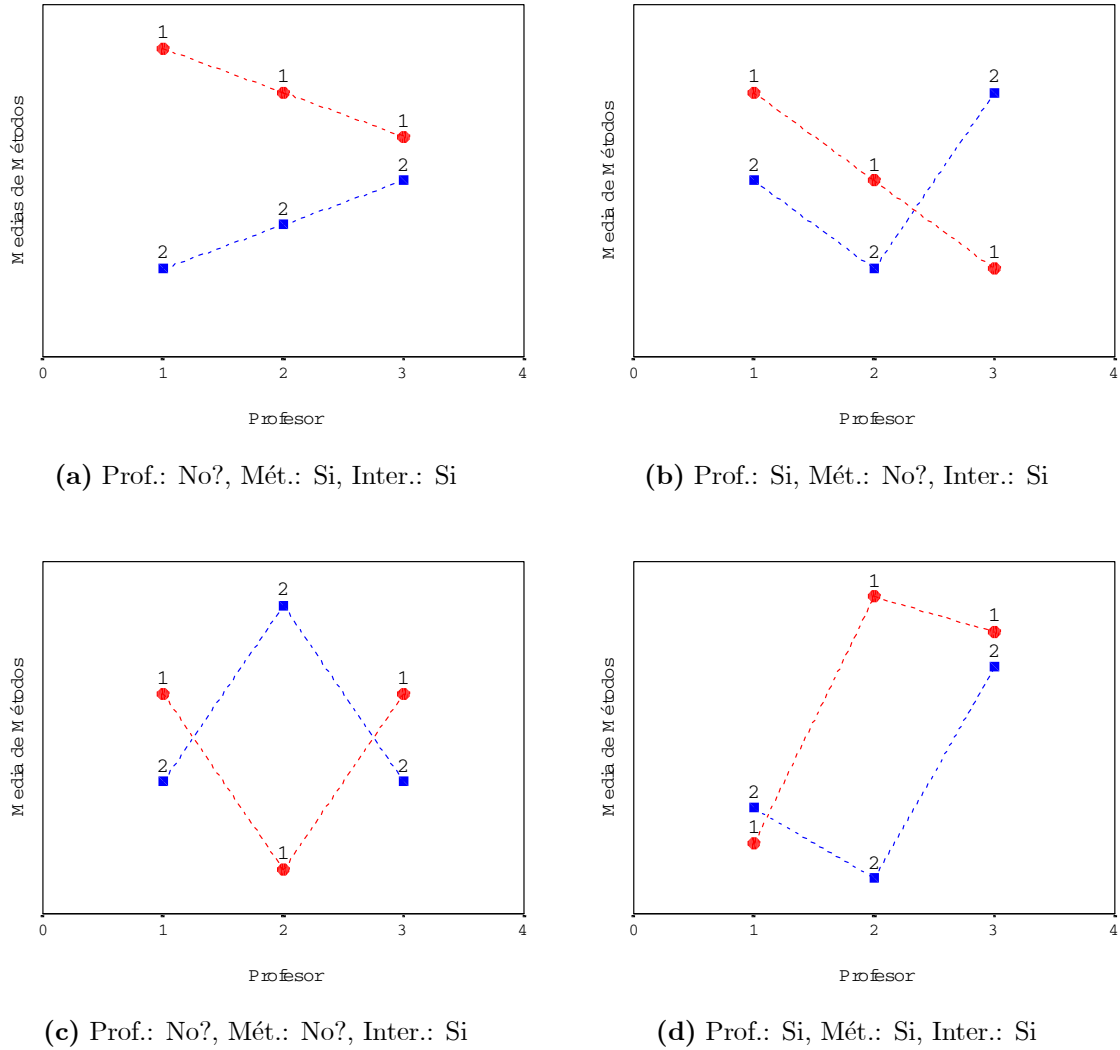 Medias de Métodos
1
1
1
2
2
2
0 1 2 3 4
Profesor
(a) Prof.: No?, Mét.: Si, Inter.: Si
Media de Métodos
1
2
1
2
2
1
0 1 2 3 4
Profesor
(b) Prof.: Si, Mét.: No?, Inter.: Si
Media de Métodos
2
1
1
2
2
1
0 1 2 3 4
Profesor
(c) Prof.: No?, Mét.: No?, Inter.: Si
Media de Métodos
1
1
2
2
1
2
0 1 2 3 4
Profesor
(d) Prof.: Si, Mét.: Si, Inter.: Si